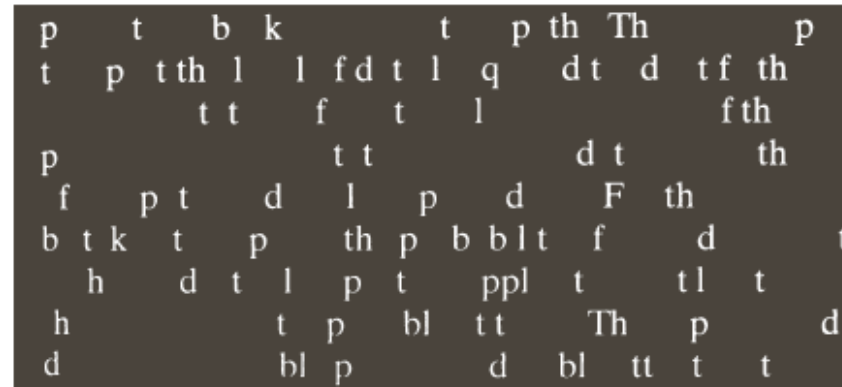 p t b k t p th Th p
t p t th l l f d t l q d t d t f th
t t f t l f th
p t t d t th
f p t d l p d F th
b t k t p th p b b l t f d t
h d t l p t ppl t t l t
h t p bl t t Th p d
d bl p d bl tt t t